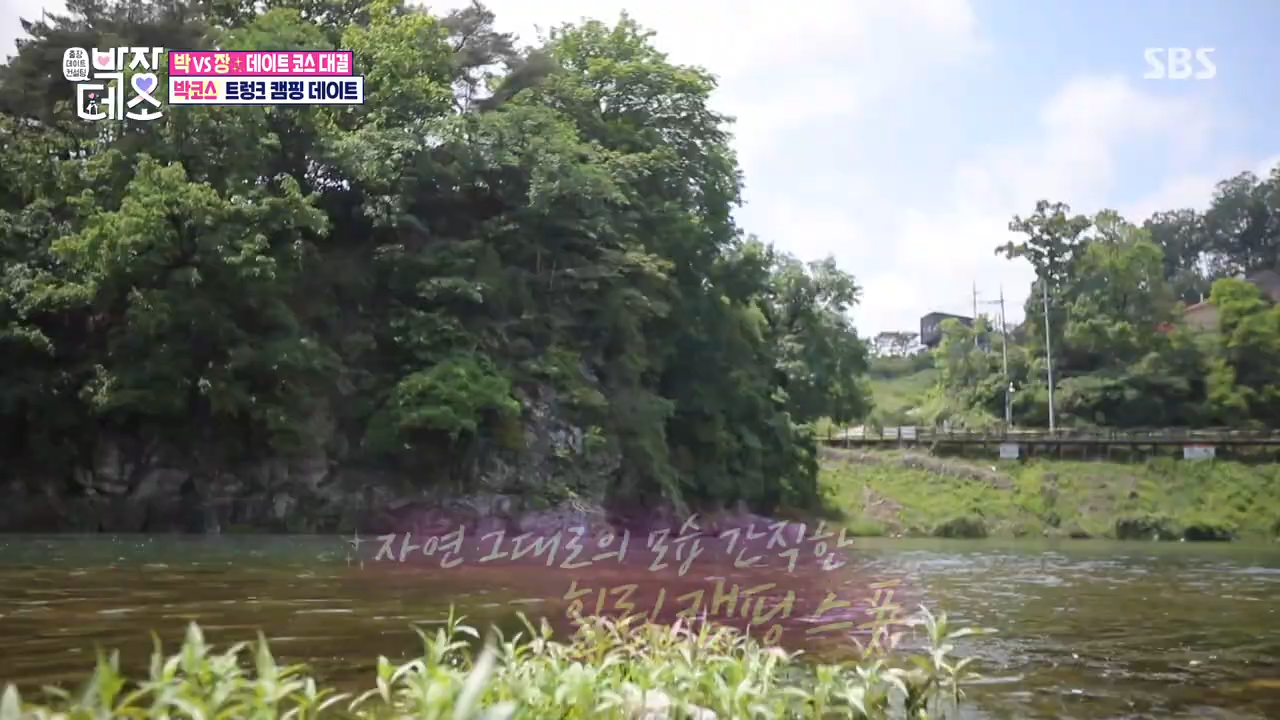 출장
데이트
컨설팅
박장
데소
박 VS 장 데이트 코스 대결
박코스 트렁크 캠핑 데이트
SBS
자연 그대로의 모습 간직한
힐링 캠핑 스폿